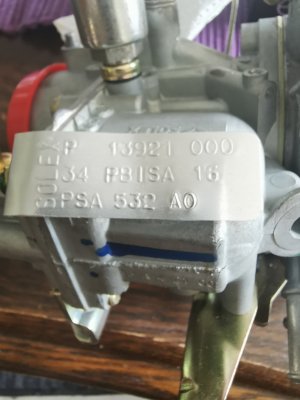 SOLEX
P 13921 000
34 PBISA 16
PSA 532 A0